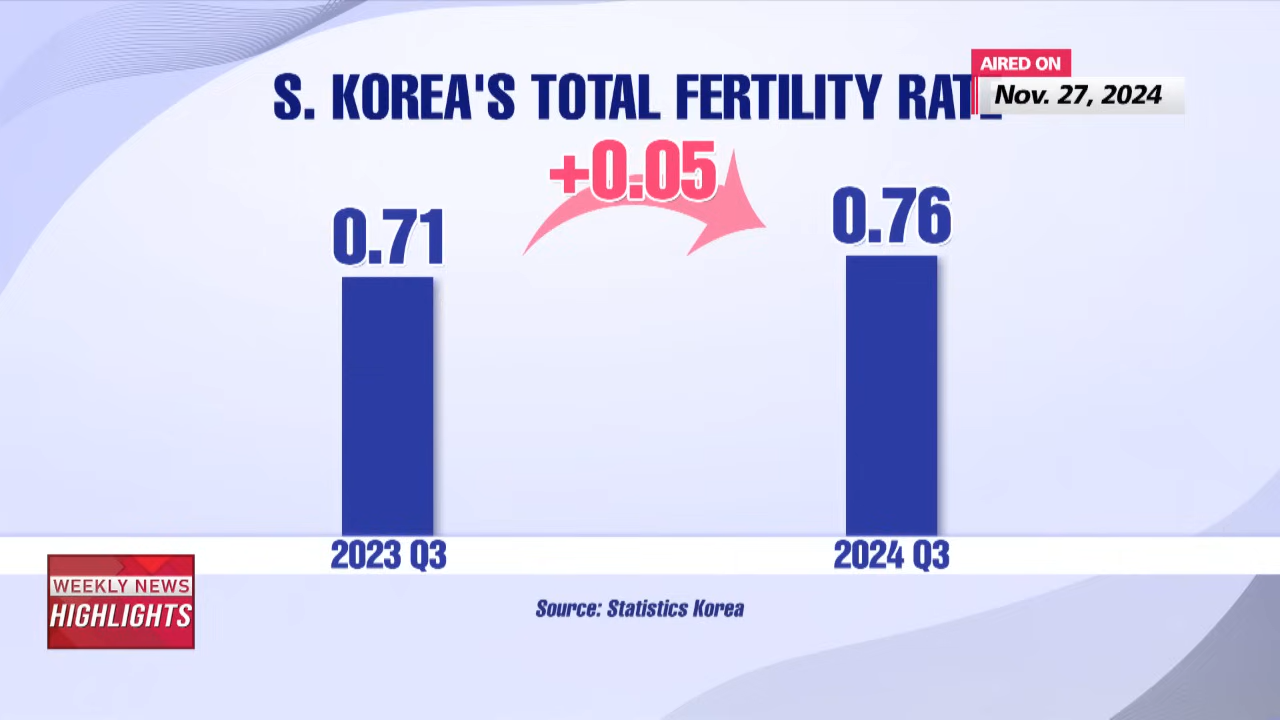 AIRED ON
Nov. 27, 2024
S. KOREA'S TOTAL FERTILITY RATE
+0.05
0.71
0.76
2023 Q3
2024 Q3
WEEKLY NEWS
HIGHLIGHTS
Source: Statistics Korea